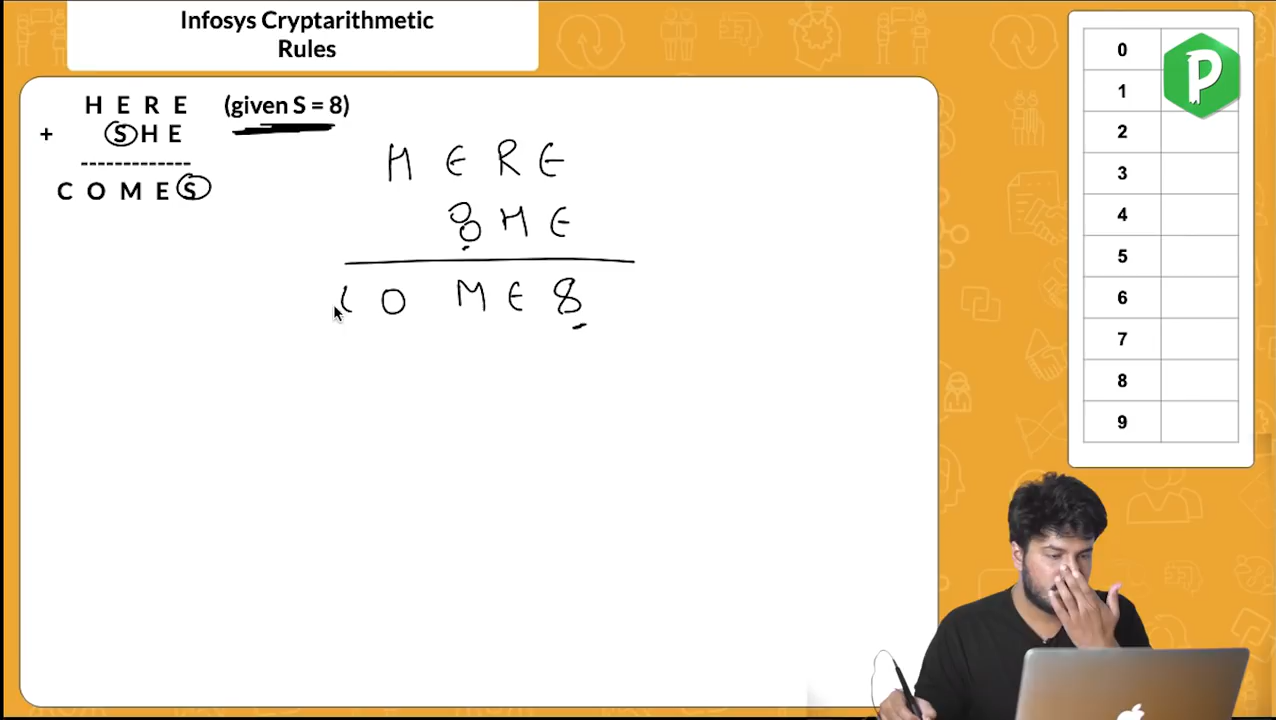 Infosys Cryptarithmetic
Rules
H E R E (given S = 8)
+ S H E
-------------
C O M E S
H E R E
8 H E
C O M E 8
0
1
2
3
4
5
6
7
8
9
P